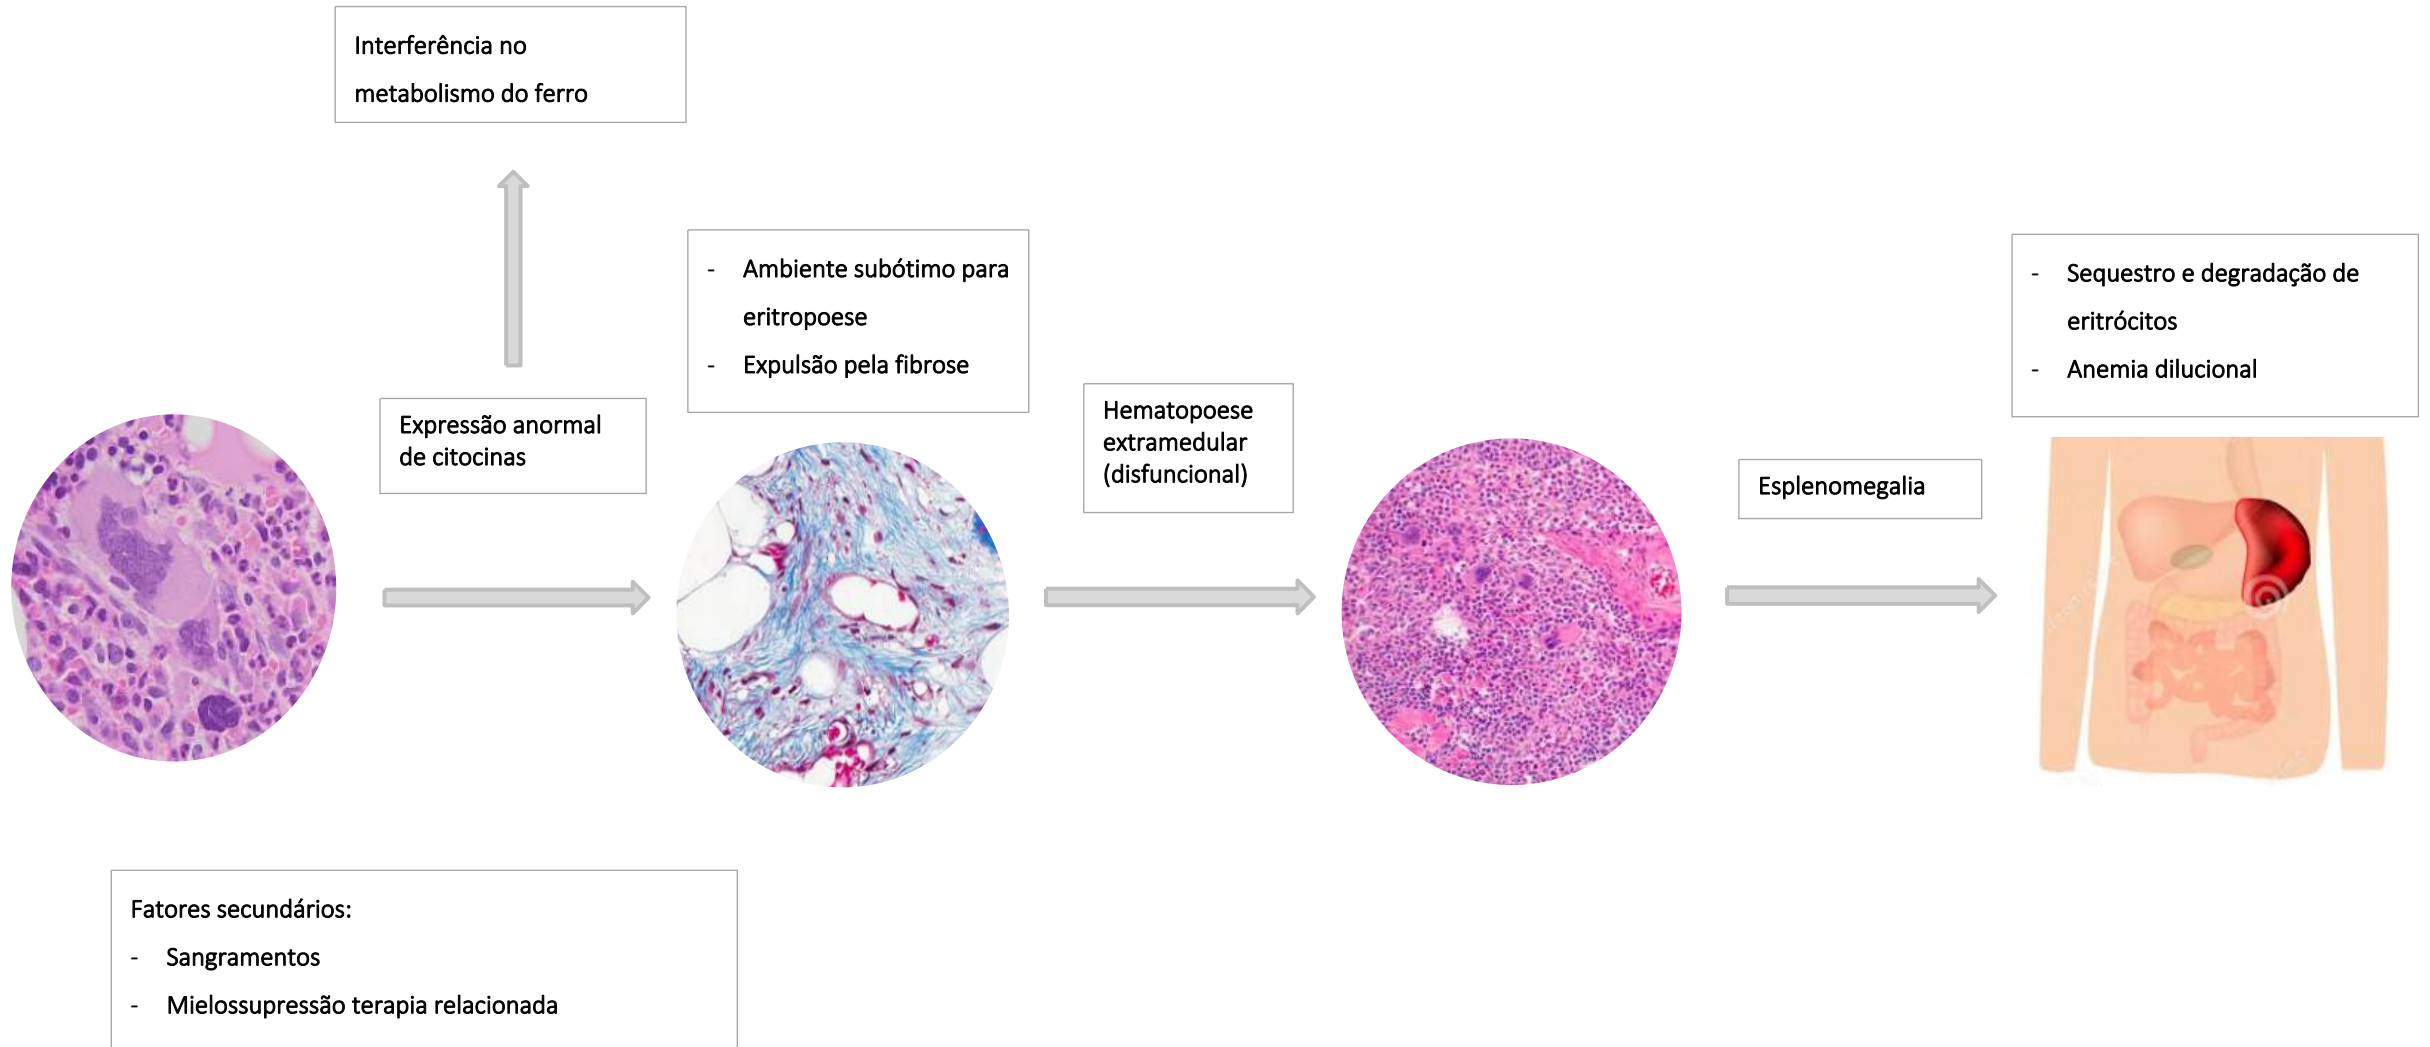 Interferência no
metabolismo do ferro
- Ambiente subótimo para
eritropoese
- Expulsão pela fibrose
- Sequestro e degradação de
eritrócitos
- Anemia dilucional
Expressão anormal
de citocinas
Hematopoese
extramedular
(disfuncional)
Esplenomegalia
Fatores secundários:
- Sangramentos
- Mielossupressão terapia relacionada